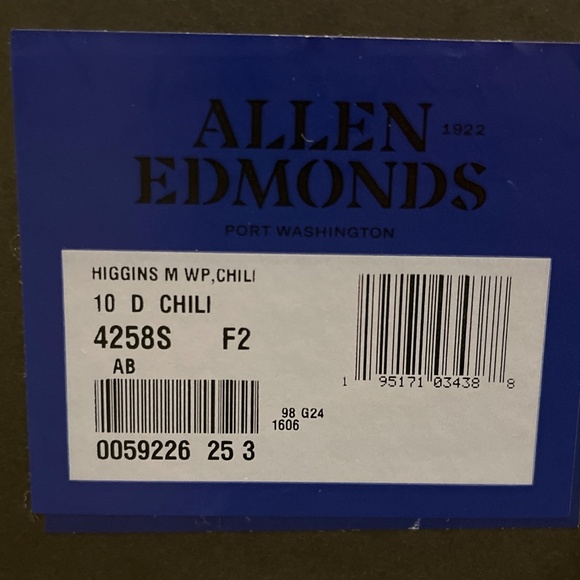 ALLEN 1922
EDMONDS
PORT WASHINGTON
HIGGINS M WP,CHILI
10 D CHILI
4258S F2
AB
1 95171 03438 8
98 G24
1606
0059226 25 3